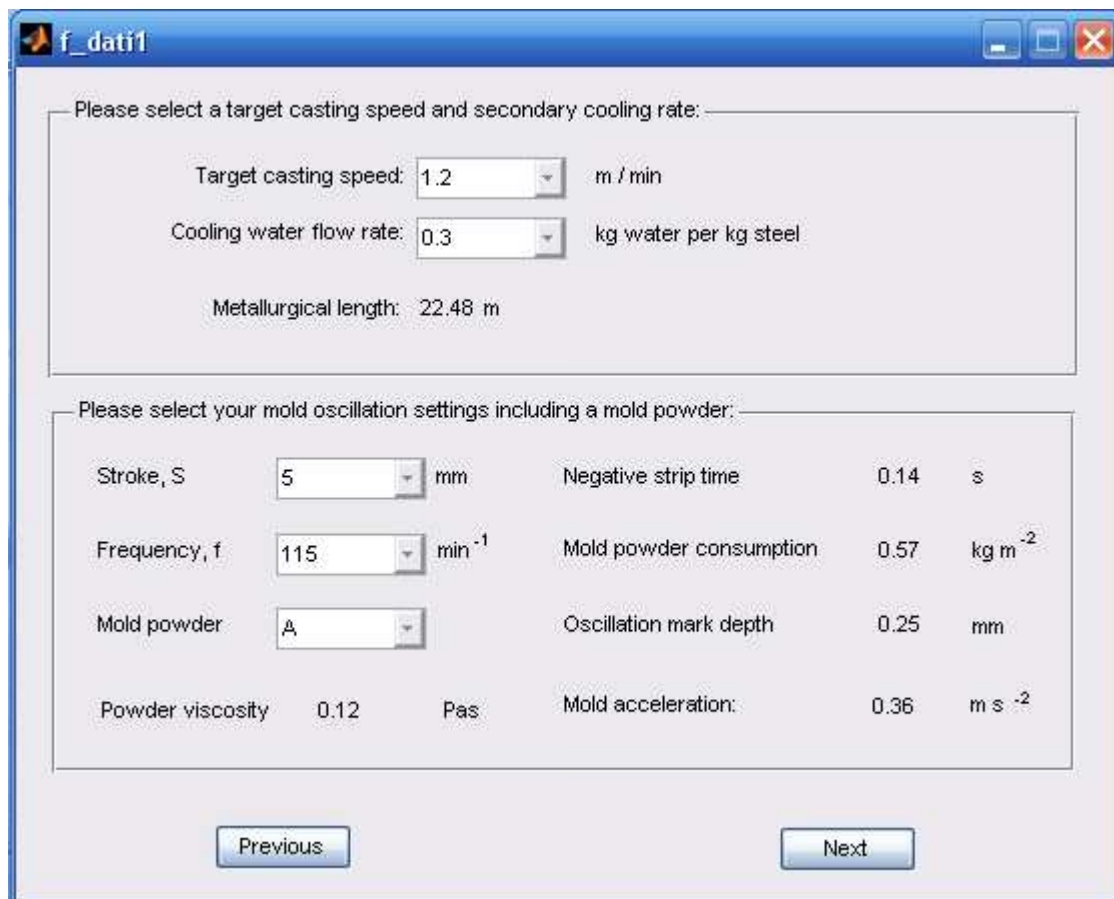 f_dati1
Please select a target casting speed and secondary cooling rate:
Target casting speed: 1.2 m / min
Cooling water flow rate: 0.3 kg water per kg steel
Metallurgical length: 22.48 m
Please select your mold oscillation settings including a mold powder:
Stroke, S 5 mm Negative strip time 0.14 s
Frequency, f 115 min⁻¹ Mold powder consumption 0.57 kg m⁻²
Mold powder A Oscillation mark depth 0.25 mm
Powder viscosity 0.12 Pas Mold acceleration: 0.36 m s⁻²
Previous Next